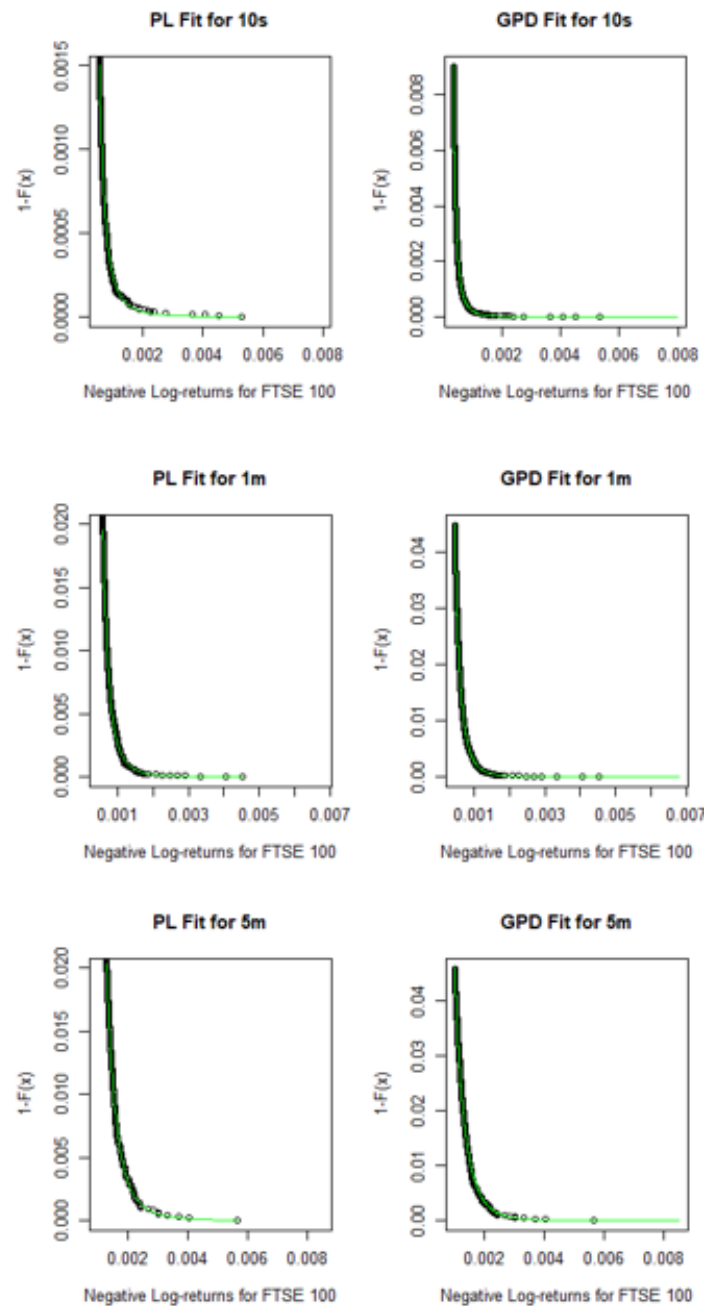 PL Fit for 10s
1-F(x)
0.0015
0.0010
0.0005
0.0000
0.002 0.004 0.006 0.008
Negative Log-returns for FTSE 100
GPD Fit for 10s
1-F(x)
0.008
0.006
0.004
0.002
0.000
0.002 0.004 0.006 0.008
Negative Log-returns for FTSE 100
PL Fit for 1m
1-F(x)
0.020
0.015
0.010
0.005
0.000
0.001 0.003 0.005 0.007
Negative Log-returns for FTSE 100
GPD Fit for 1m
1-F(x)
0.04
0.03
0.02
0.01
0.00
0.001 0.003 0.005 0.007
Negative Log-returns for FTSE 100
PL Fit for 5m
1-F(x)
0.020
0.015
0.010
0.005
0.000
0.002 0.004 0.006 0.008
Negative Log-returns for FTSE 100
GPD Fit for 5m
1-F(x)
0.04
0.03
0.02
0.01
0.00
0.002 0.004 0.006 0.008
Negative Log-returns for FTSE 100